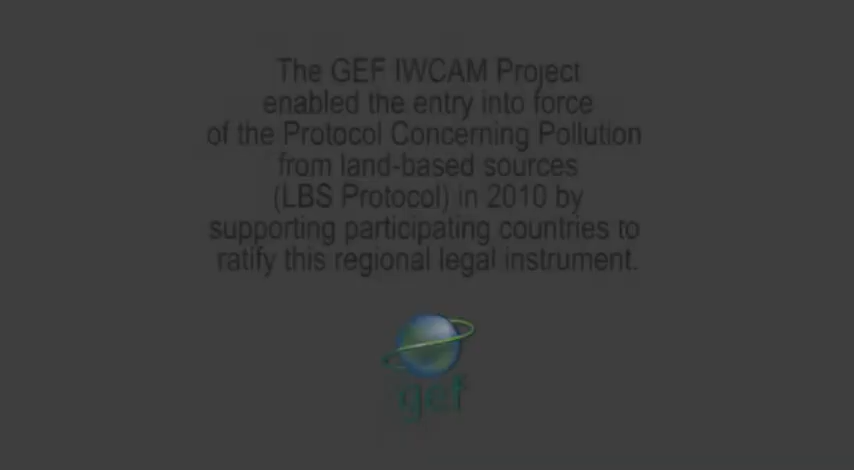 The GEF IWCAM Project
enabled the entry into force
of the Protocol Concerning Pollution
from land-based sources
(LBS Protocol) in 2010 by
supporting participating countries to
ratify this regional legal instrument.
gef